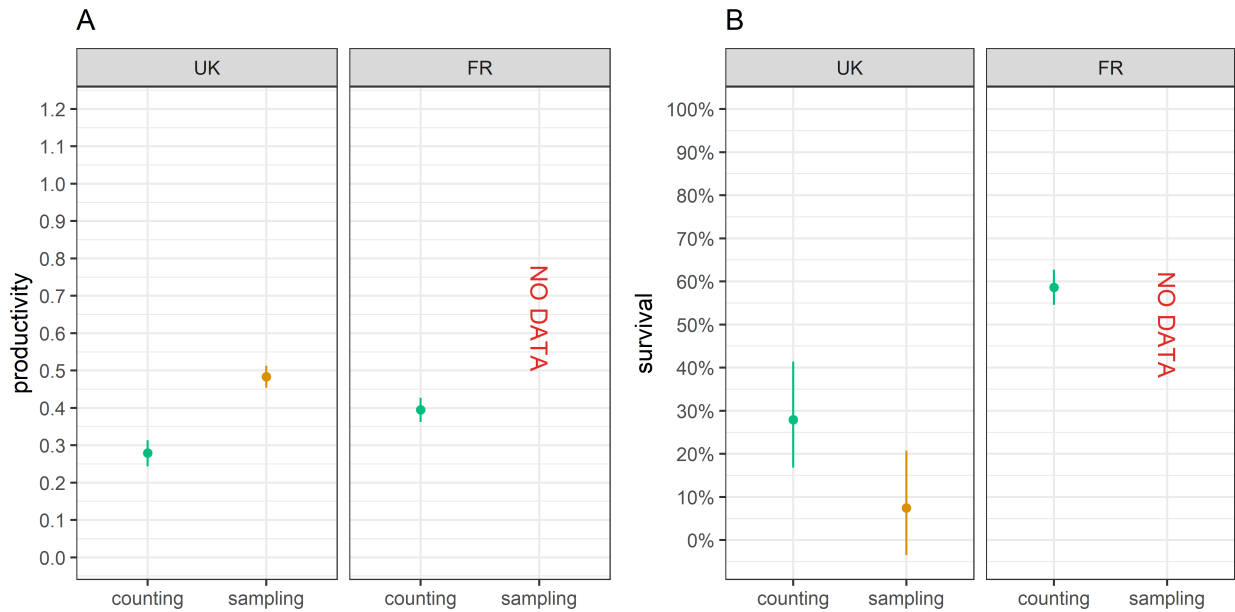 A
UK
FR
productivity
1.2
1.1
1.0
0.9
0.8
0.7
0.6
0.5
0.4
0.3
0.2
0.1
0.0
NO DATA
counting
sampling
counting
sampling
B
UK
FR
survival
100%
90%
80%
70%
60%
50%
40%
30%
20%
10%
0%
NO DATA
counting
sampling
counting
sampling